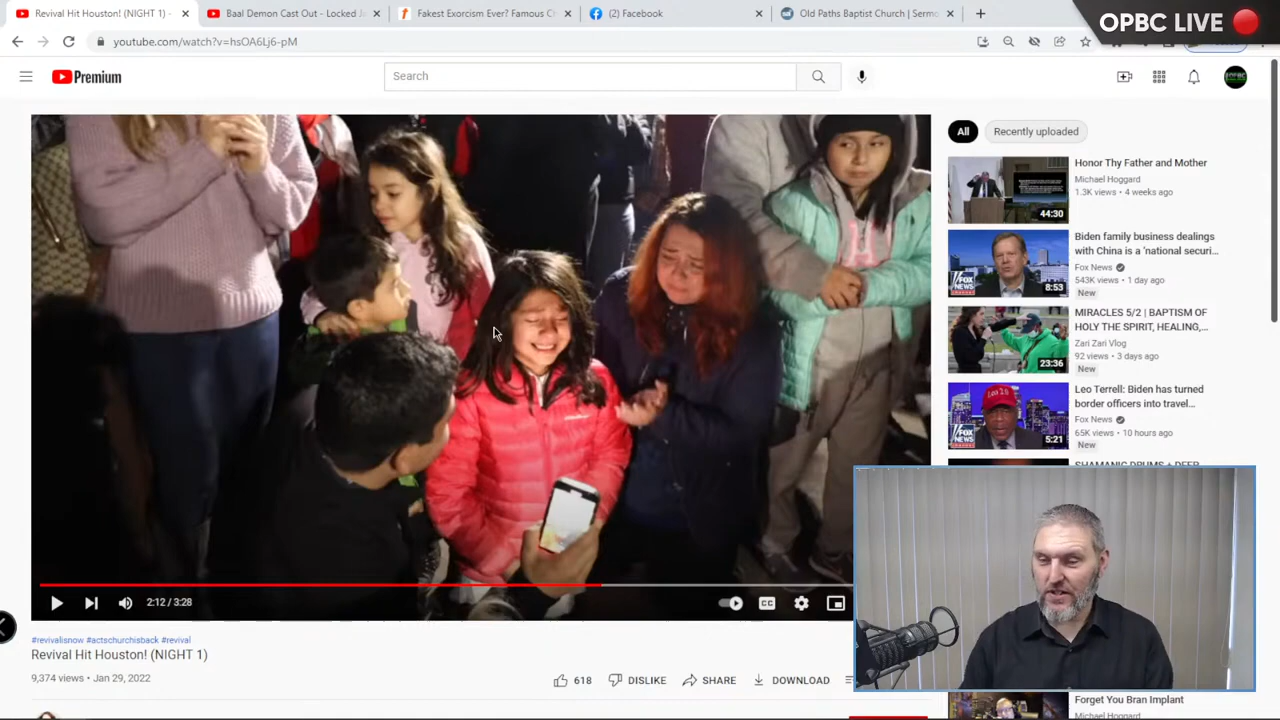 Revival Hit Houston! (NIGHT 1) -
Baal Demon Cast Out - Locked Ja
Fakest Exorcism Ever? Famous Ch
(2) Facebook
Old Paths Baptist Church | Sermo
OPBC LIVE
youtube.com/watch?v=hsOA6Lj6-pM
Premium
Search
All
Recently uploaded
Honor Thy Father and Mother
Michael Hoggard
1.3K views • 4 weeks ago
44:30
Biden family business dealings
with China is a 'national securi...
Fox News
543K views • 1 day ago
New
8:53
MIRACLES 5/2 | BAPTISM OF
HOLY THE SPIRIT, HEALING,...
Zari Zari Vlog
92 views • 3 days ago
New
23:36
Leo Terrell: Biden has turned
border officers into travel...
Fox News
65K views • 10 hours ago
New
5:21
SHAMANIC DRUMS + DEEP
2:12 / 3:28
CC
#revivalisnow #actschurchisback #revival
Revival Hit Houston! (NIGHT 1)
9,374 views • Jan 29, 2022
618
DISLIKE
SHARE
DOWNLOAD
Forget You Bran Implant
Michael Hoggard